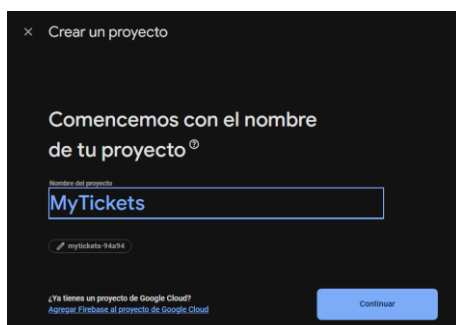 × Crear un proyecto
Comencemos con el nombre
de tu proyecto ?
Nombre del proyecto
MyTickets
mytickets-94a94
¿Ya tienes un proyecto de Google Cloud?
Agregar Firebase al proyecto de Google Cloud
Continuar